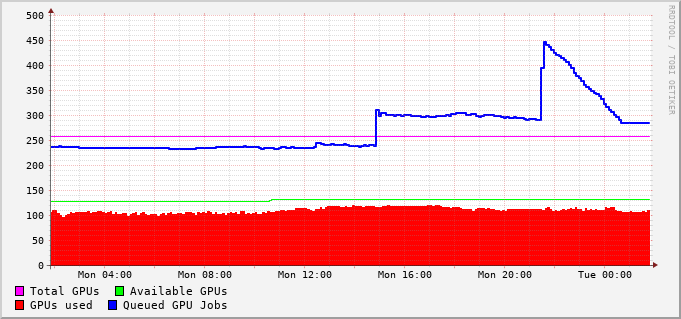 500
450
400
350
300
250
200
150
100
50
0
Mon 04:00 Mon 08:00 Mon 12:00 Mon 16:00 Mon 20:00 Tue 00:00
Total GPUs Available GPUs
GPUs used Queued GPU Jobs
RRDTOOL / TOBI OETIKER